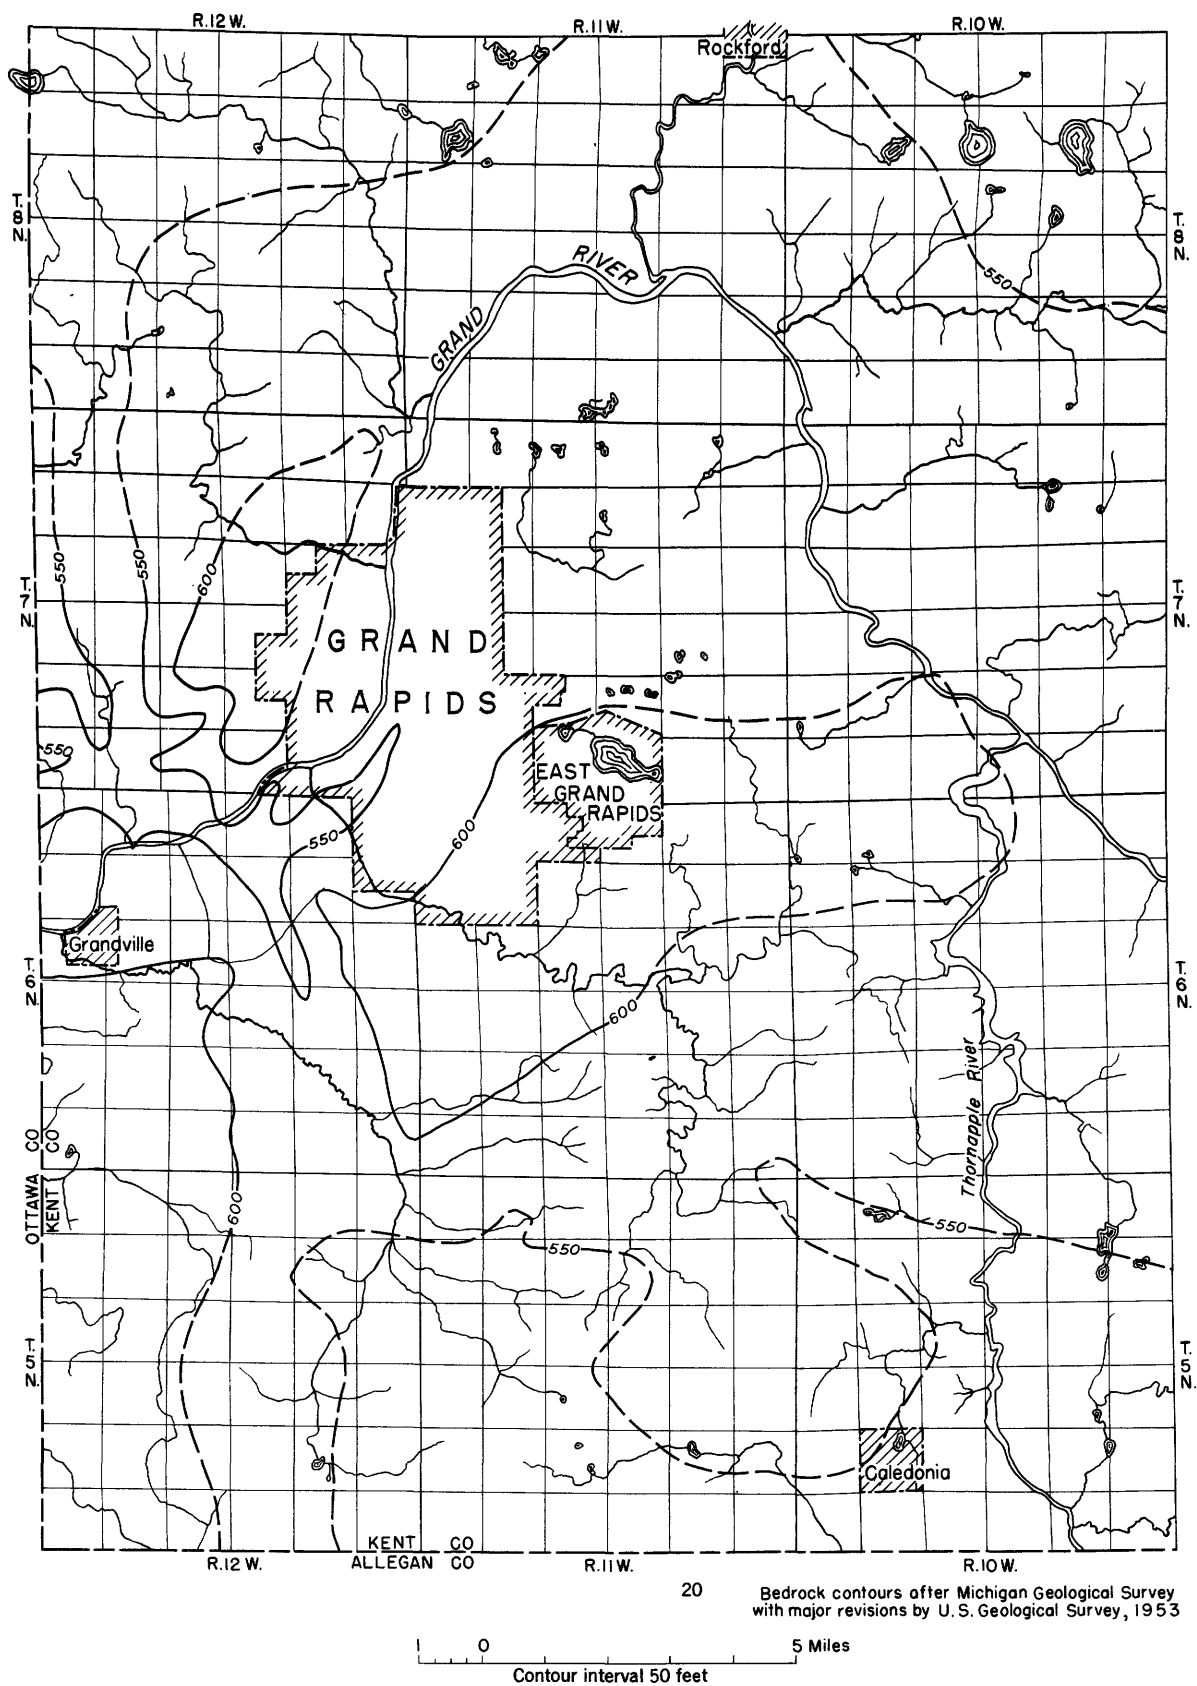 R.12 W.
R.11 W.
R.10 W.
Rockford
T.
8
N.
T.
8
N.
RIVER
GRAND
550
550
550
600
T.
7
N.
T.
7
N.
GRAND
RAPIDS
550
EAST
GRAND
RAPIDS
550
600
Grandville
T.
6
N.
T.
6
N.
600
Thornapple River
OTTAWA CO
KENT CO
600
550
550
T.
5
N.
T.
5
N.
Caledonia
KENT CO
ALLEGAN CO
R.12 W.
R.11 W.
R.10 W.
20
Bedrock contours after Michigan Geological Survey
with major revisions by U.S. Geological Survey, 1953
1 0 5 Miles
Contour interval 50 feet